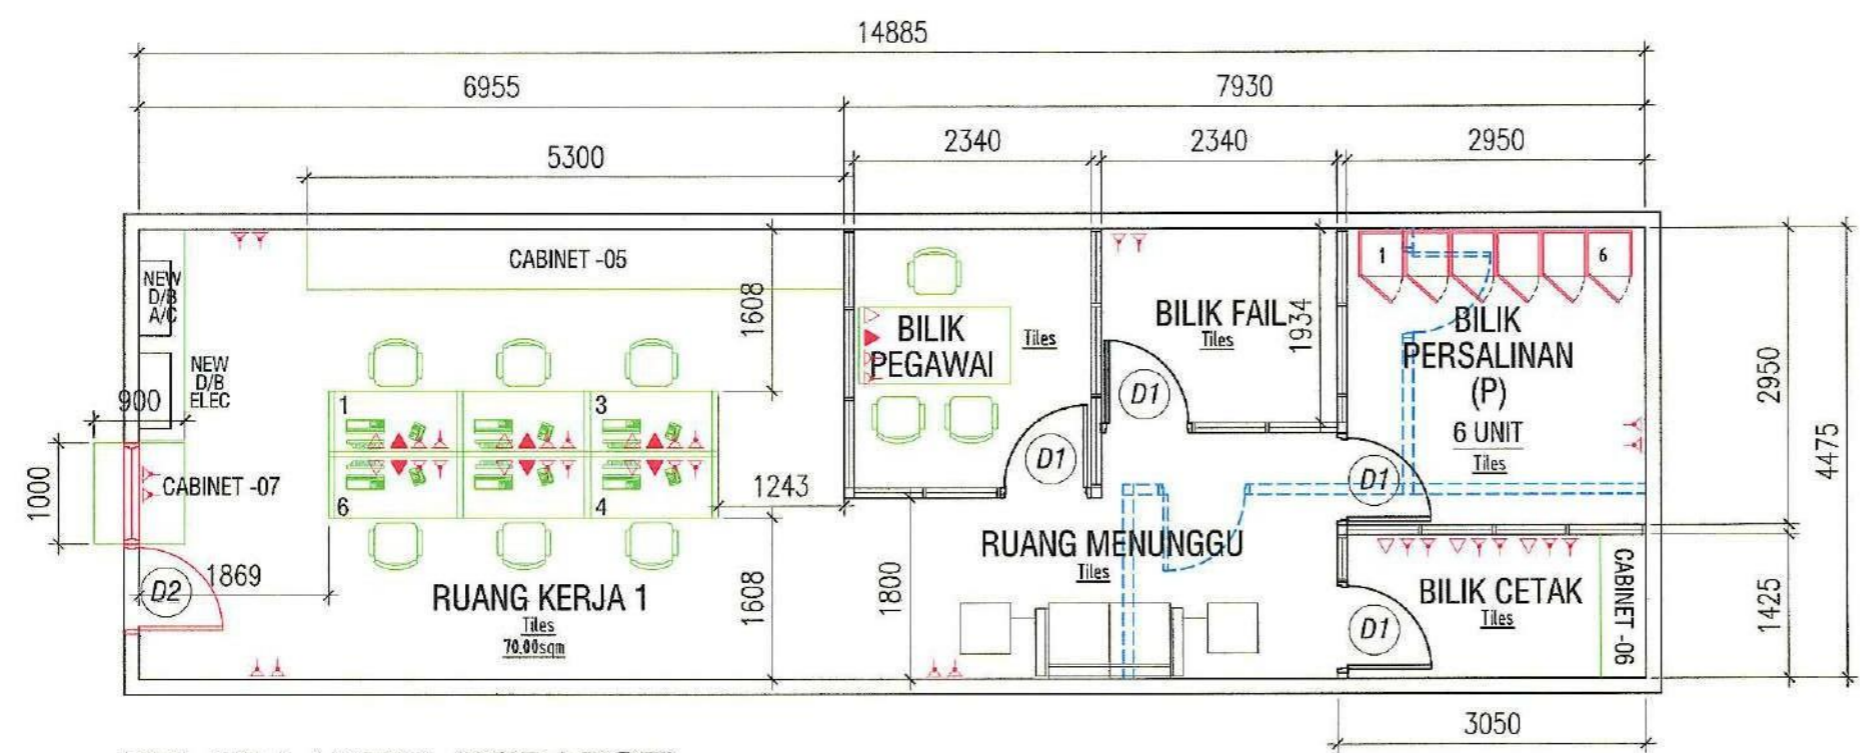 14885
6955
7930
5300
2340
2340
2950
CABINET -05
NEW
D/B
A/C
NEW
D/B
ELEC
900
1608
BILIK
PEGAWAI
Tiles
BILIK FAIL
Tiles
1934
1
6
BILIK
PERSALINAN
(P)
6 UNIT
Tiles
2950
4475
1
3
6
4
1000
CABINET -07
1243
D1
D1
D1
D2
1869
RUANG KERJA 1
Tiles
70.00sqm
1608
1800
RUANG MENUNGGU
Tiles
D1
BILIK CETAK
Tiles
CABINET -06
1425
3050